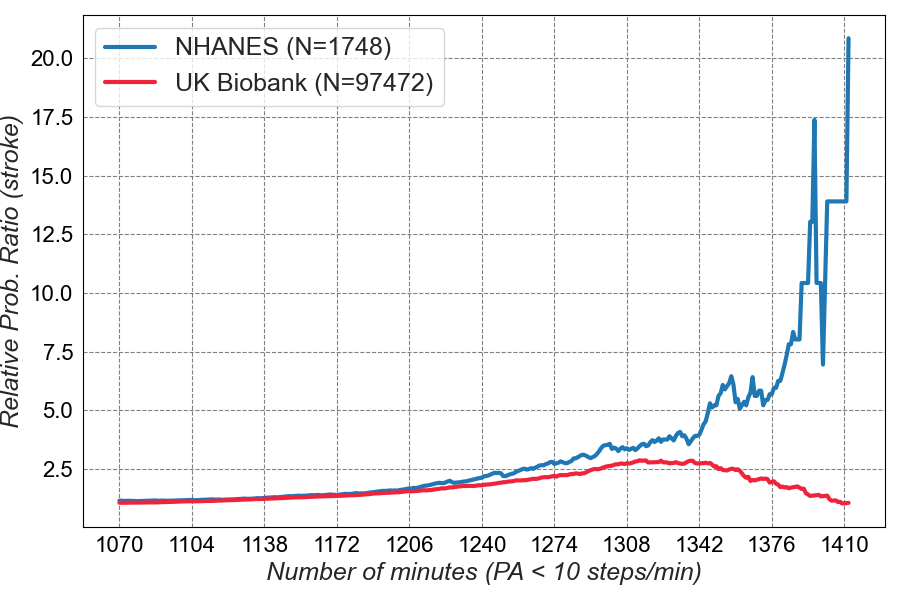 NHANES (N=1748)
UK Biobank (N=97472)
Relative Prob. Ratio (stroke)
20.0
17.5
15.0
12.5
10.0
7.5
5.0
2.5
1070 1104 1138 1172 1206 1240 1274 1308 1342 1376 1410
Number of minutes (PA < 10 steps/min)